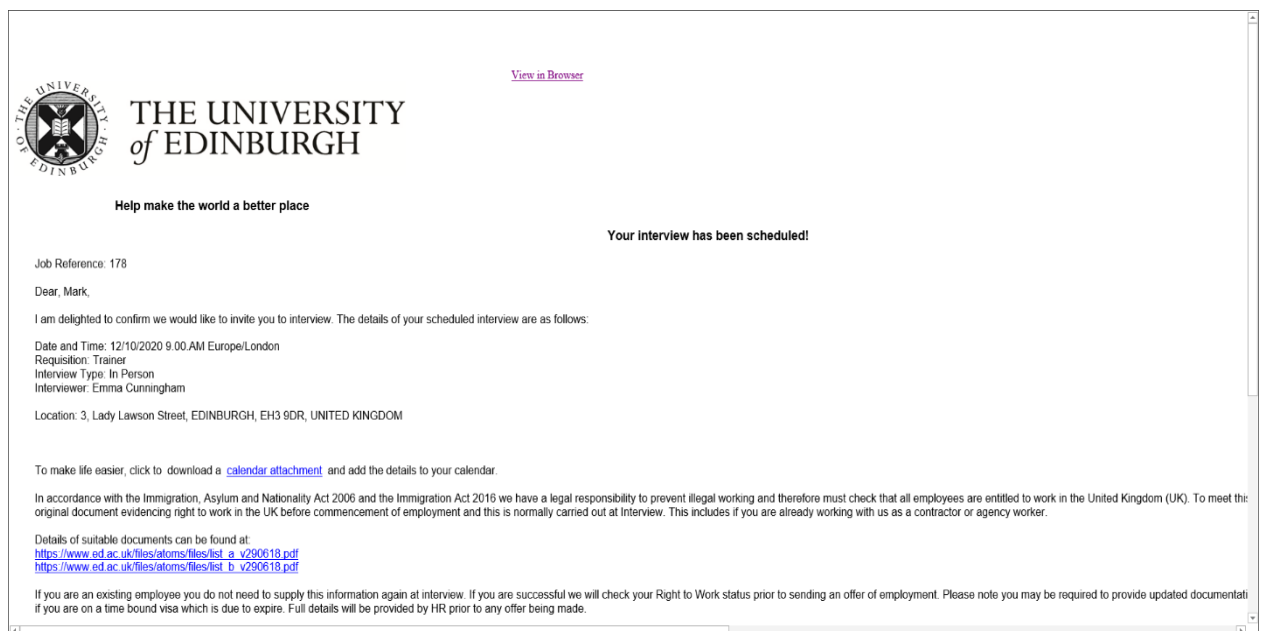 View in Browser
THE UNIVERSITY · OF EDINBURGH ·
THE UNIVERSITY
of EDINBURGH
Help make the world a better place
Your interview has been scheduled!
Job Reference: 178
Dear, Mark,
I am delighted to confirm we would like to invite you to interview. The details of your scheduled interview are as follows:
Date and Time: 12/10/2020 9.00.AM Europe/London
Requisition: Trainer
Interview Type: In Person
Interviewer: Emma Cunningham
Location: 3, Lady Lawson Street, EDINBURGH, EH3 9DR, UNITED KINGDOM
To make life easier, click to download a calendar attachment and add the details to your calendar.
In accordance with the Immigration, Asylum and Nationality Act 2006 and the Immigration Act 2016 we have a legal responsibility to prevent illegal working and therefore must check that all employees are entitled to work in the United Kingdom (UK). To meet this
original document evidencing right to work in the UK before commencement of employment and this is normally carried out at Interview. This includes if you are already working with us as a contractor or agency worker.
Details of suitable documents can be found at:
https://www.ed.ac.uk/files/atoms/files/list_a_v290618.pdf
https://www.ed.ac.uk/files/atoms/files/list_b_v290618.pdf
If you are an existing employee you do not need to supply this information again at interview. If you are successful we will check your Right to Work status prior to sending an offer of employment. Please note you may be required to provide updated documentati
if you are on a time bound visa which is due to expire. Full details will be provided by HR prior to any offer being made.